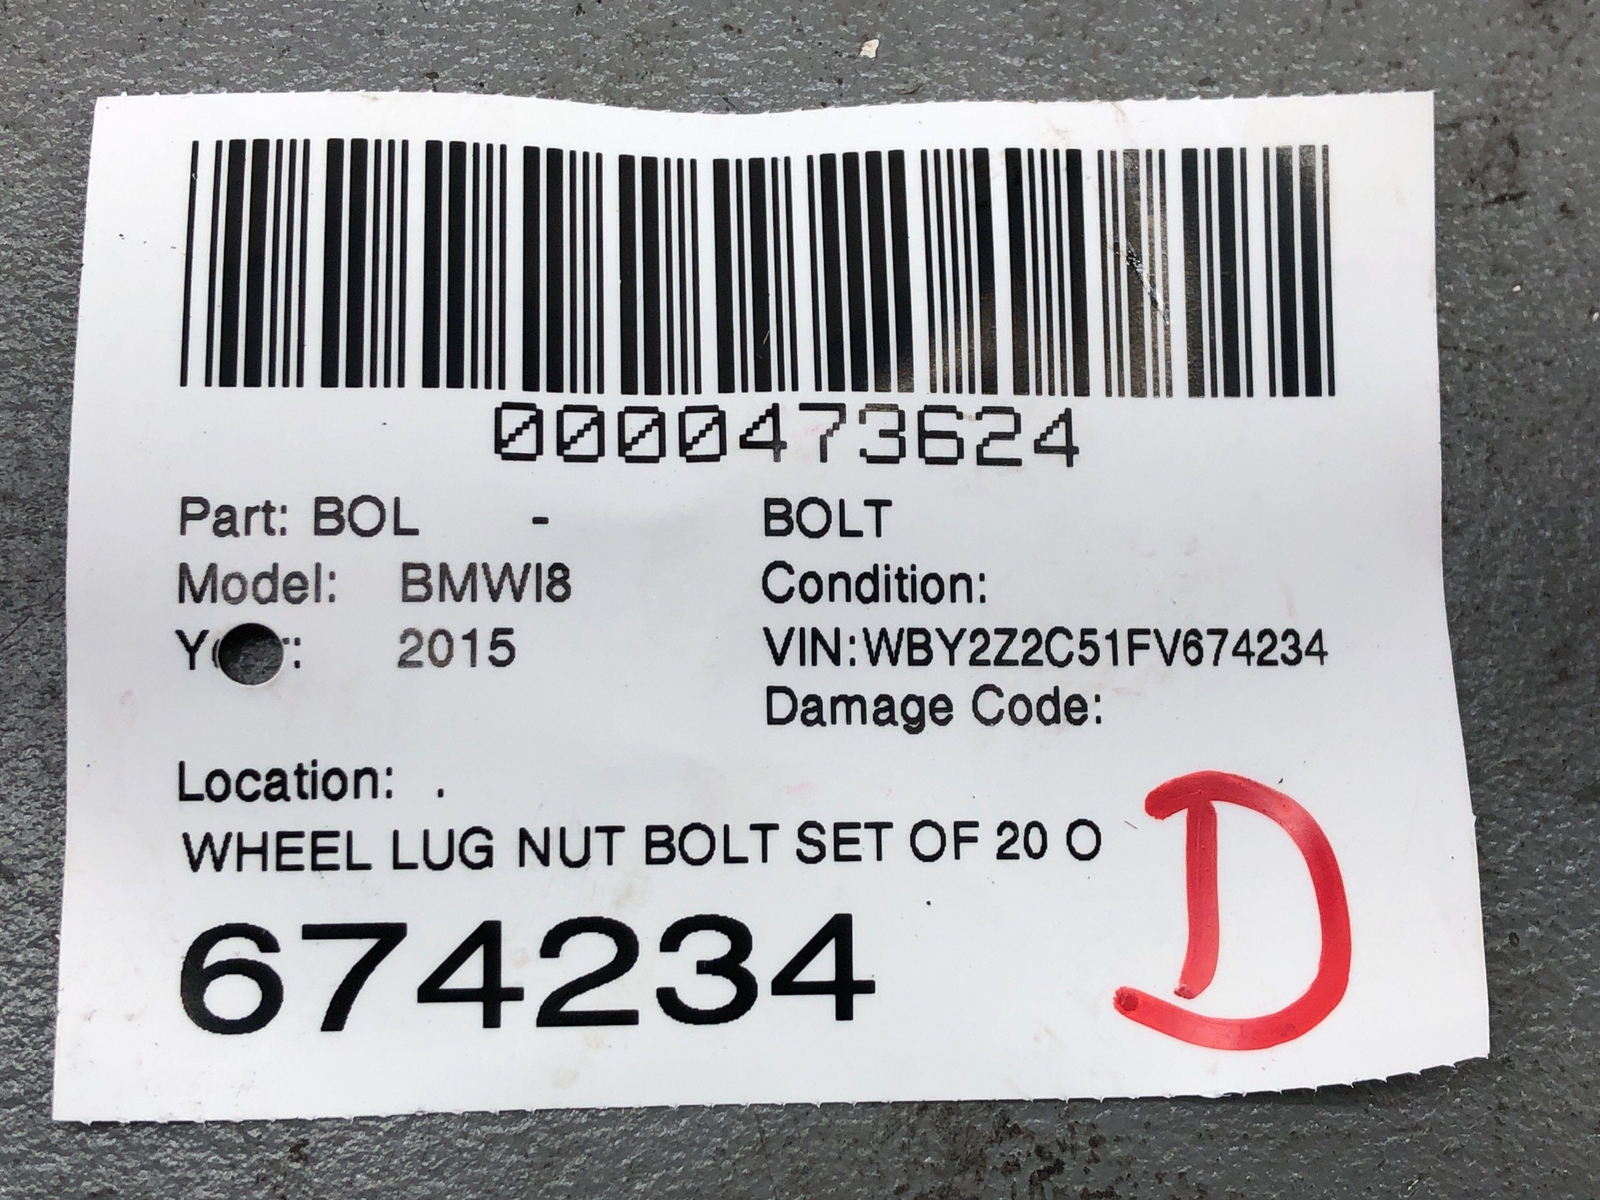 0000473624
Part: BOL - BOLT
Model: BMWI8 Condition:
2015 VIN:WBY2Z2C51FV674234
Damage Code:
Location: .
WHEEL LUG NUT BOLT SET OF 20 O
674234
D